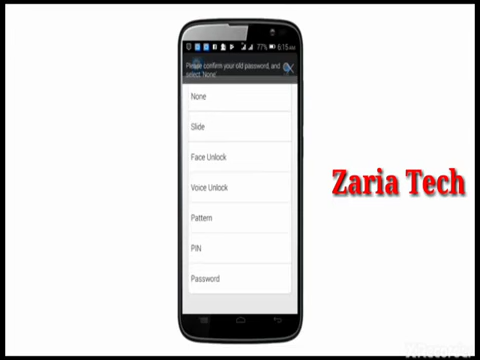 77% 6:15AM
Please confirm your old password, and
select 'None'
None
Slide
Face Unlock
Voice Unlock
Pattern
PIN
Password
Zaria Tech